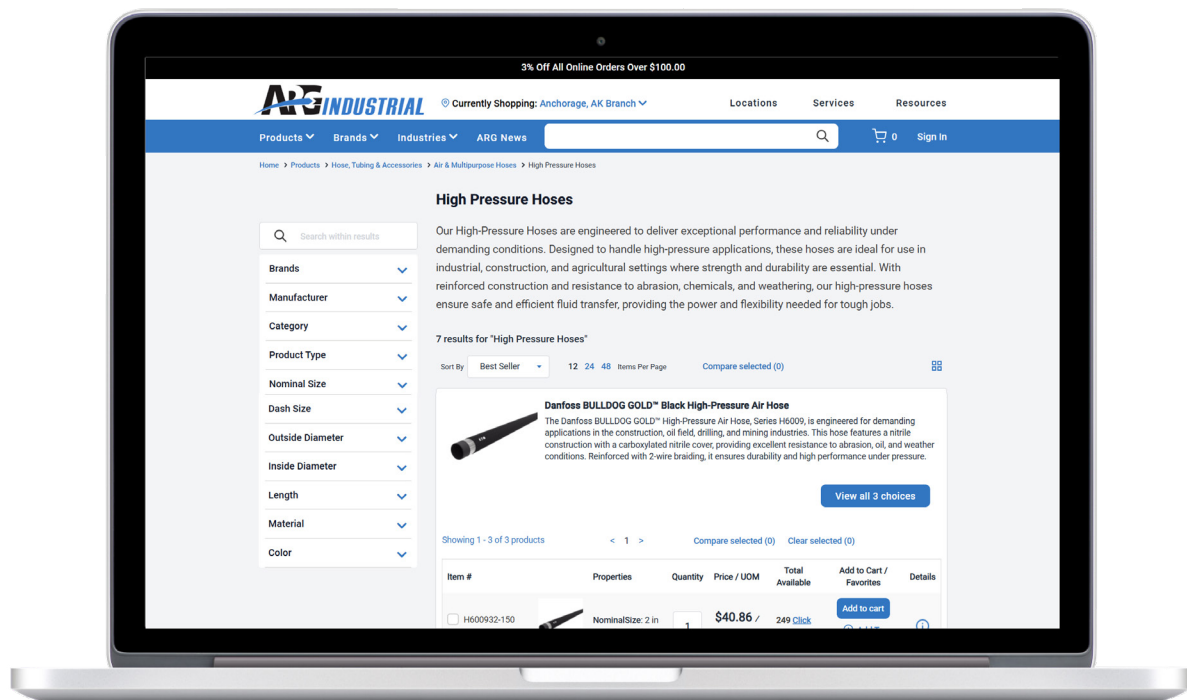 3% Off All Online Orders Over $100.00
ARG INDUSTRIAL
Currently Shopping: Anchorage, AK Branch
Locations
Services
Resources
Products
Brands
Industries
ARG News
0
Sign In
Home > Products > Hose, Tubing & Accessories > Air & Multipurpose Hoses > High Pressure Hoses
Search within results
Brands
Manufacturer
Category
Product Type
Nominal Size
Dash Size
Outside Diameter
Inside Diameter
Length
Material
Color
High Pressure Hoses
Our High-Pressure Hoses are engineered to deliver exceptional performance and reliability under
demanding conditions. Designed to handle high-pressure applications, these hoses are ideal for use in
industrial, construction, and agricultural settings where strength and durability are essential. With
reinforced construction and resistance to abrasion, chemicals, and weathering, our high-pressure hoses
ensure safe and efficient fluid transfer, providing the power and flexibility needed for tough jobs.
7 results for "High Pressure Hoses"
Sort By
Best Seller
12 24 48 Items Per Page
Compare selected (0)
Danfoss BULLDOG GOLD™ Black High-Pressure Air Hose
The Danfoss BULLDOG GOLD™ High-Pressure Air Hose, Series H6009, is engineered for demanding
applications in the construction, oil field, drilling, and mining industries. This hose features a nitrile
construction with a carboxylated nitrile cover, providing excellent resistance to abrasion, oil, and weather
conditions. Reinforced with 2-wire braiding, it ensures durability and high performance under pressure.
View all 3 choices
Showing 1 - 3 of 3 products
< 1 >
Compare selected (0)
Clear selected (0)
Item #
Properties
Quantity
Price / UOM
Total
Available
Add to Cart /
Favorites
Details
H600932-150
NominalSize: 2 in
1
$40.86 /
249 Click
Add to cart